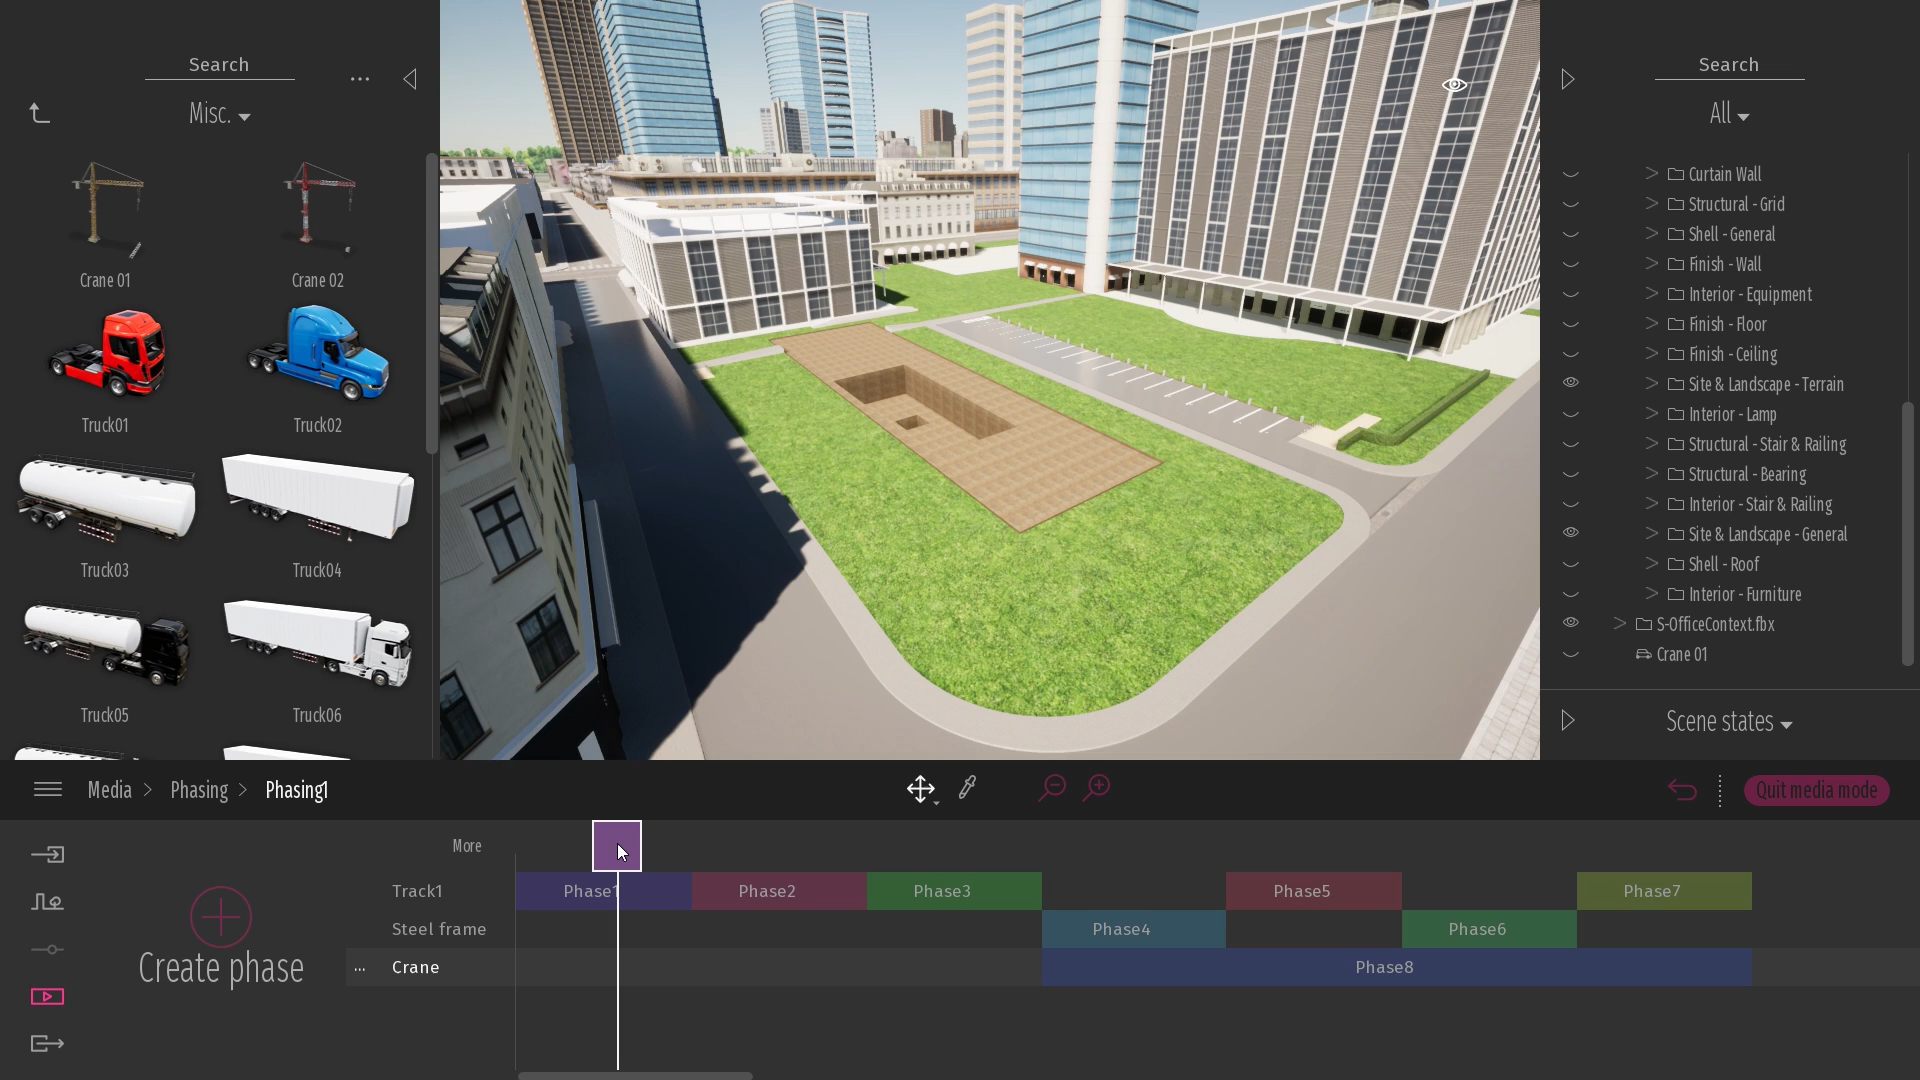 Search
...
Misc.
Crane 01
Crane 02
Truck01
Truck02
Truck03
Truck04
Truck05
Truck06
Search
All
Curtain Wall
Structural - Grid
Shell - General
Finish - Wall
Interior - Equipment
Finish - Floor
Finish - Ceiling
Site & Landscape - Terrain
Interior - Lamp
Structural - Stair & Railing
Structural - Bearing
Interior - Stair & Railing
Site & Landscape - General
Shell - Roof
Interior - Furniture
S-OfficeContext.fbx
Crane 01
Scene states
Media > Phasing > Phasing1
Quit media mode
Create phase
More
Track1 Phase1 Phase2 Phase3 Phase5 Phase7
Steel frame Phase4 Phase6
... Crane Phase8